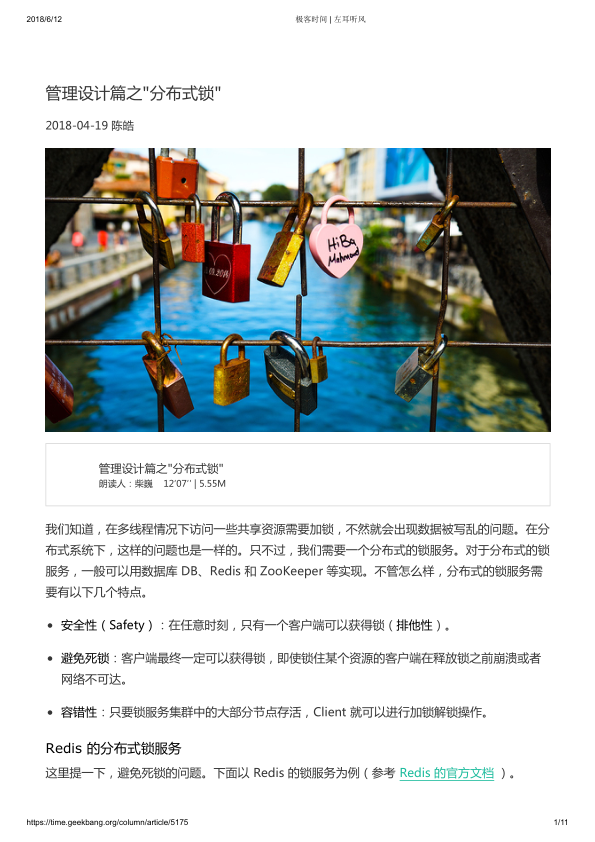 2018/6/12
极客时间 | 左耳听风
管理设计篇之"分布式锁"
2018-04-19 陈皓
HiBa
Mahmoud
管理设计篇之"分布式锁"
朗读人：柴巍 12′07′′ | 5.55M
我们知道，在多线程情况下访问一些共享资源需要加锁，不然就会出现数据被写乱的问题。在分
布式系统下，这样的问题也是一样的。只不过，我们需要一个分布式的锁服务。对于分布式的锁
服务，一般可以用数据库 DB、Redis 和 ZooKeeper 等实现。不管怎么样，分布式的锁服务需
要有以下几个特点。
• 安全性（Safety）：在任意时刻，只有一个客户端可以获得锁（排他性）。
• 避免死锁：客户端最终一定可以获得锁，即使锁住某个资源的客户端在释放锁之前崩溃或者
网络不可达。
• 容错性：只要锁服务集群中的大部分节点存活，Client 就可以进行加锁解锁操作。
Redis 的分布式锁服务
这里提一下，避免死锁的问题。下面以 Redis 的锁服务为例（参考 Redis 的官方文档 ）。
https://time.geekbang.org/column/article/5175
1/11